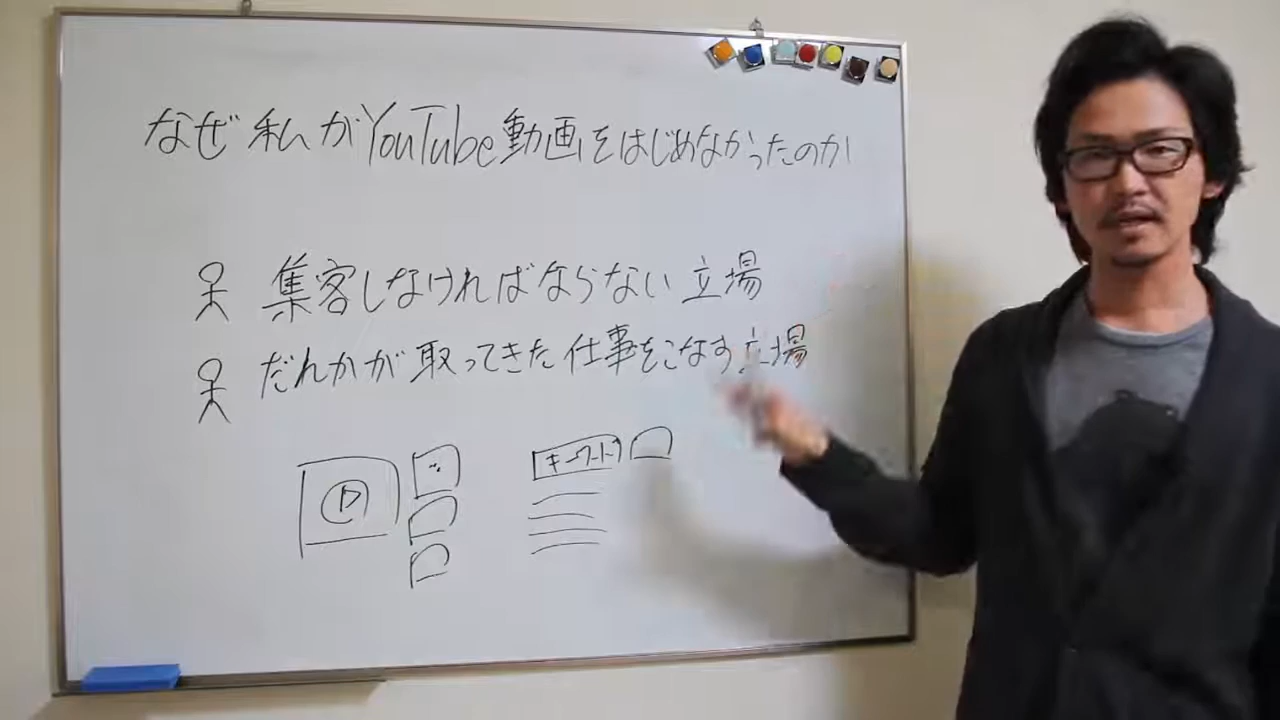 なぜ私がYouTube動画をはじめなかったのか
集客しなければならない立場
だれかが取ってきた仕事をこなす立場
キーワード